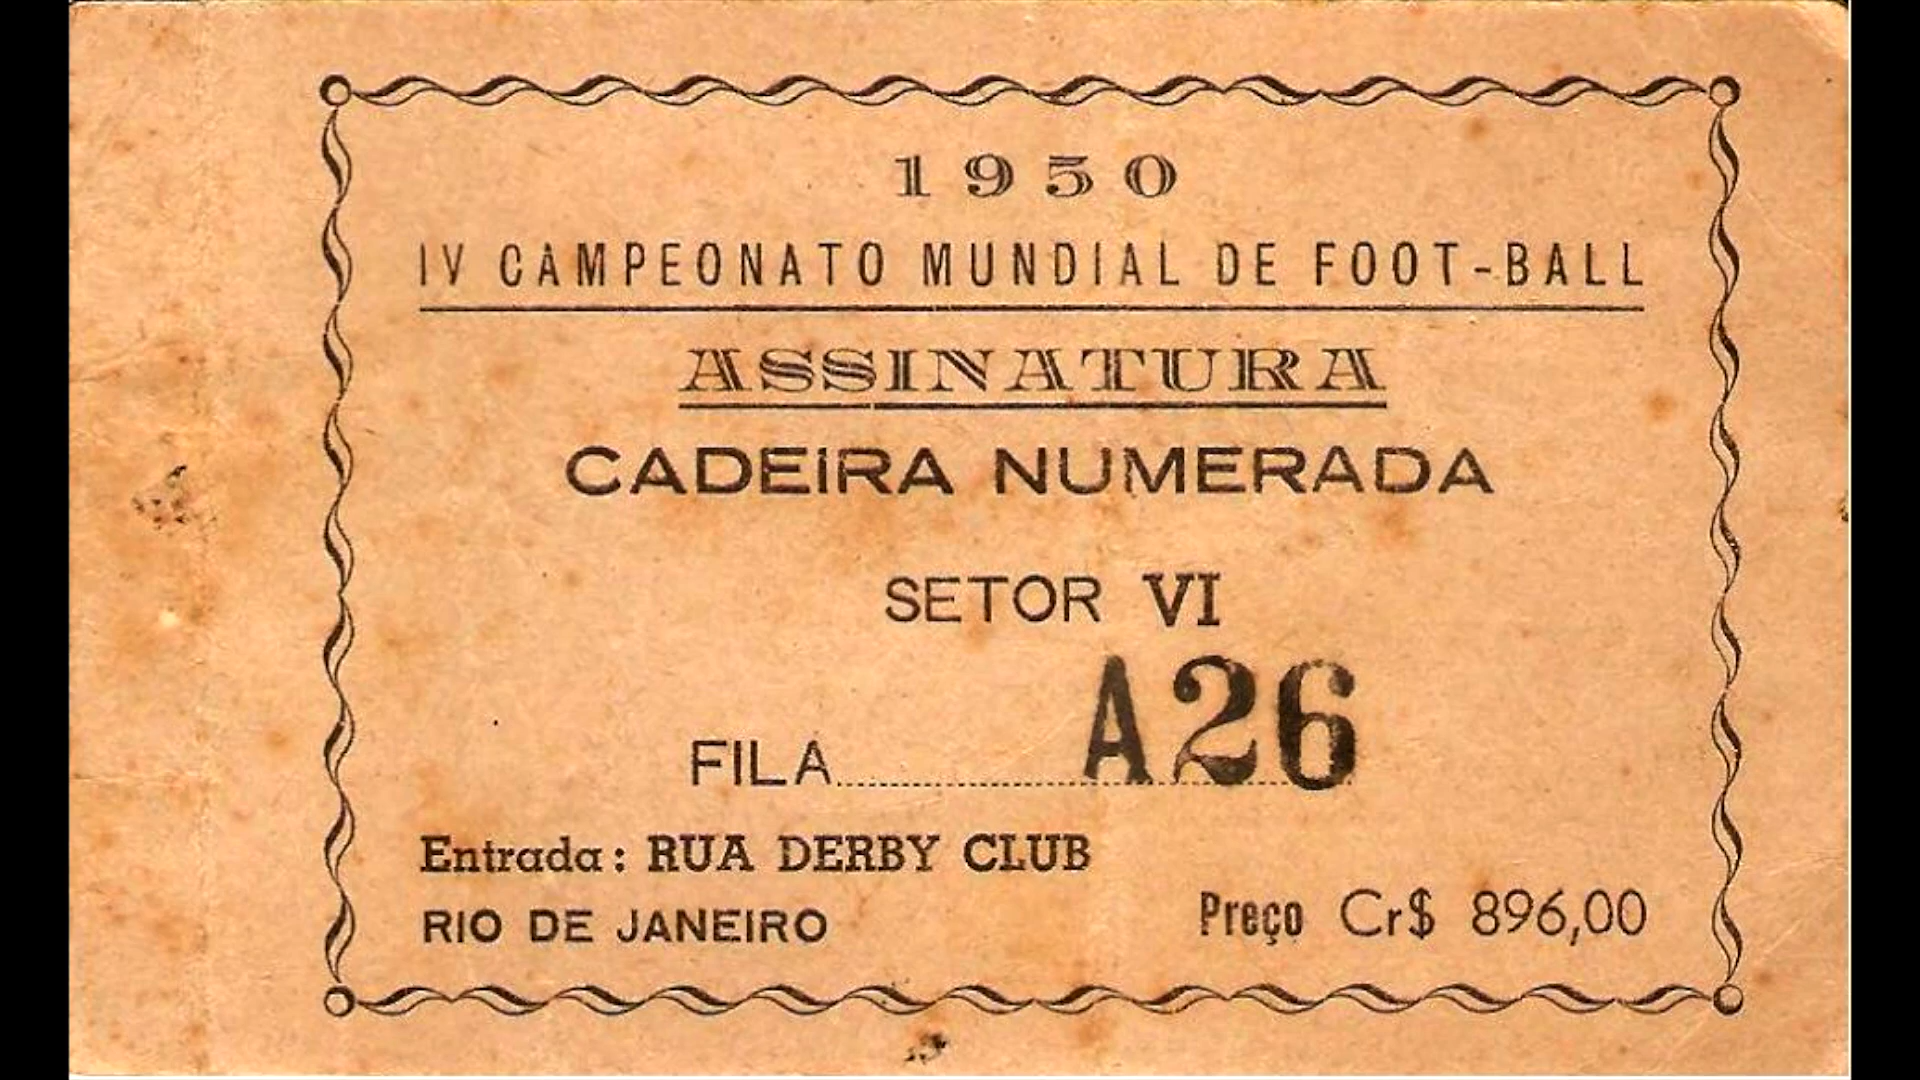 1950
IV CAMPEONATO MUNDIAL DE FOOT-BALL
ASSINATURA
CADEIRA NUMERADA
SETOR VI
FILA A26
Entrada: RUA DERBY CLUB
RIO DE JANEIRO
Preço Cr$ 896,00